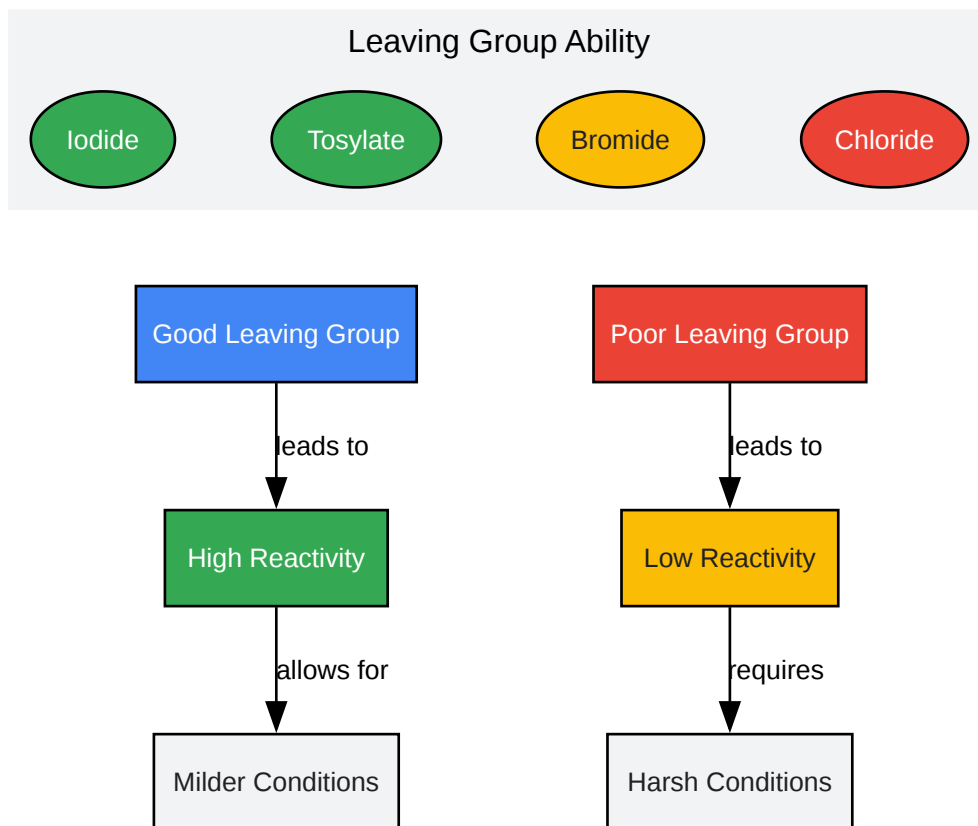 Leaving Group Ability
Iodide
Tosylate
Bromide
Chloride
Good Leaving Group
Poor Leaving Group
leads to
leads to
High Reactivity
Low Reactivity
allows for
requires
Milder Conditions
Harsh Conditions